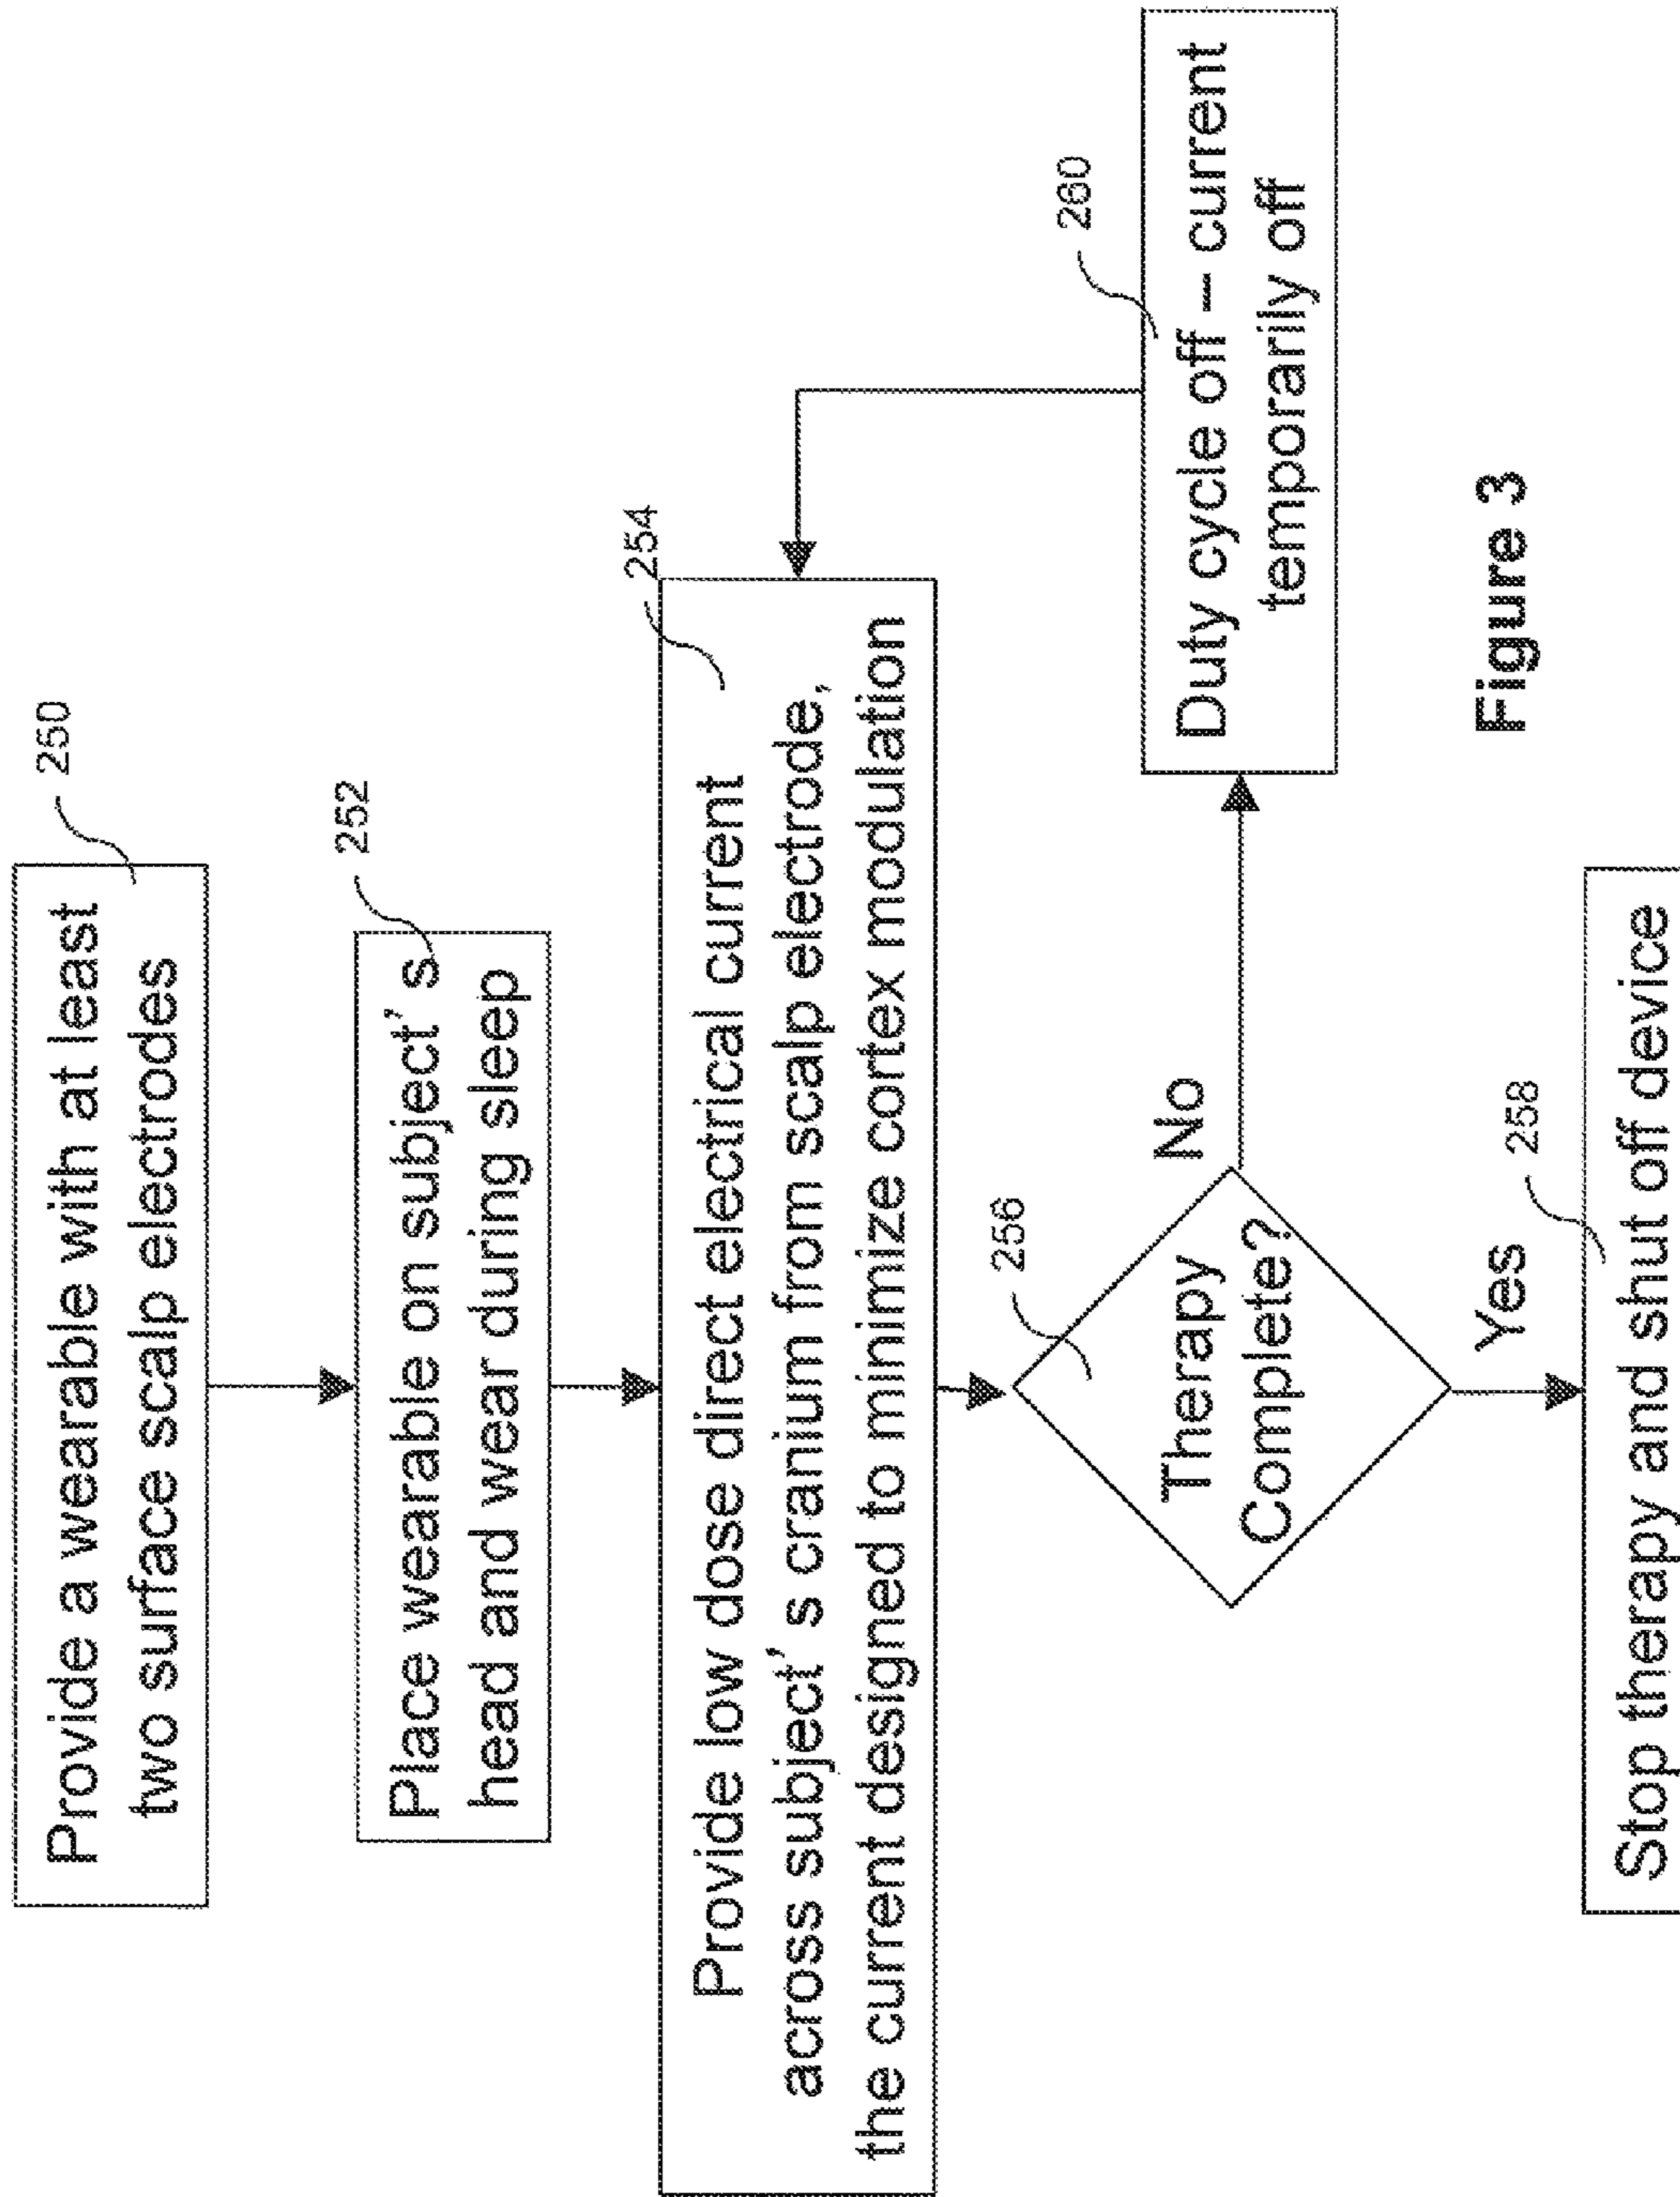 250
Provide a wearable with at least
two surface scalp electrodes
252
Place wearable on subject' s
head and wear during sleep
254
Provide low dose direct electrical current
across subject' s cranium from scalp electrode,
the current designed to minimize cortex modulation
256
Therapy
Complete?
No
260
Duty cycle off – current
temporarily off
Yes
258
Stop therapy and shut off device
Figure 3